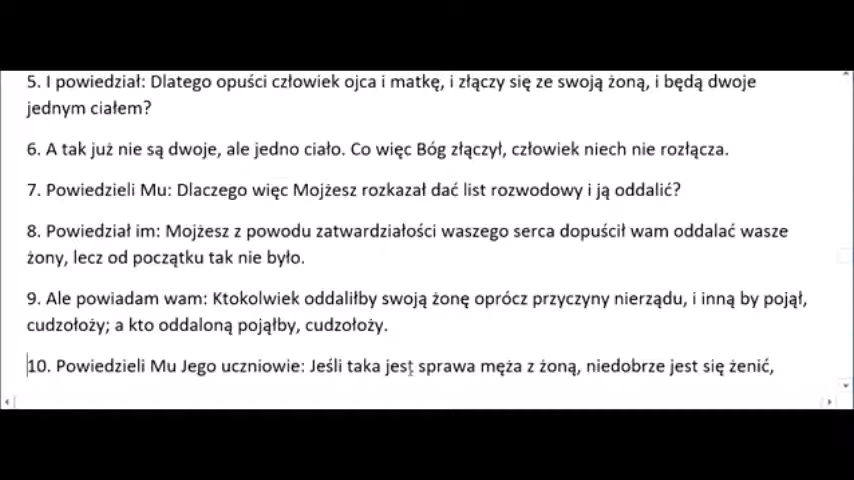 5. I powiedział: Dlatego opuści człowiek ojca i matkę, i złączy się ze swoją żoną, i będą dwoje
jednym ciałem?
6. A tak już nie są dwoje, ale jedno ciało. Co więc Bóg złączył, człowiek niech nie rozłącza.
7. Powiedzieli Mu: Dlaczego więc Mojżesz rozkazał dać list rozwodowy i ją oddalić?
8. Powiedział im: Mojżesz z powodu zatwardziałości waszego serca dopuścił wam oddalać wasze
żony, lecz od początku tak nie było.
9. Ale powiadam wam: Ktokolwiek oddaliłby swoją żonę oprócz przyczyny nierządu, i inną by pojął,
cudzołoży; a kto oddaloną pojąłby, cudzołoży.
10. Powiedzieli Mu Jego uczniowie: Jeśli taka jest sprawa męża z żoną, niedobrze jest się żenić,